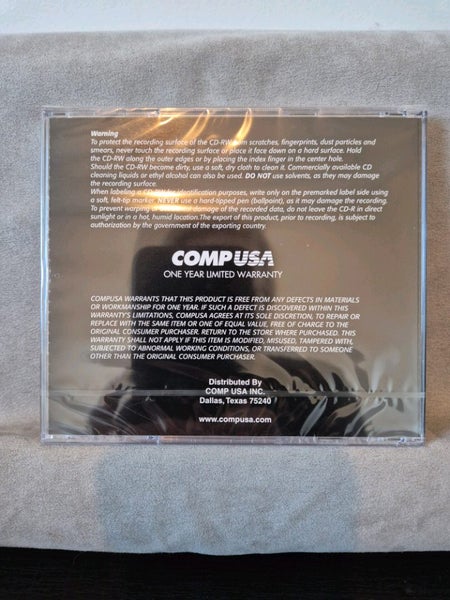 Warning
To protect the recording surface of the CD-RW from scratches, fingerprints, dust particles and
smears, never touch the recording surface or place it face down on a hard surface. Hold
the CD-RW along the outer edges or by placing the index finger in the center hole.
Should the CD-RW become dirty, use a soft, dry cloth to clean it. Commercially available CD
cleaning liquids or ethyl alcohol can also be used. DO NOT use solvents, as they may damage
the recording surface.
When labeling a CD-RW for identification purposes, write only on the premarked label side using
a soft, felt-tip marker. NEVER use a hard-tipped pen (ballpoint), as it may damage the recording.
To prevent warping and damage of the recorded data, do not leave the CD-R in direct
sunlight or in a hot, humid location.The export of this product, prior to recording, is subject to
authorization by the government of the exporting country.
COMPUSA
ONE YEAR LIMITED WARRANTY
COMPUSA WARRANTS THAT THIS PRODUCT IS FREE FROM ANY DEFECTS IN MATERIALS
OR WORKMANSHIP FOR ONE YEAR. IF SUCH A DEFECT IS DISCOVERED WITHIN THIS
WARRANTY'S LIMITATIONS, COMPUSA AGREES AT ITS SOLE DISCRETION, TO REPAIR OR
REPLACE WITH THE SAME ITEM OR ONE OF EQUAL VALUE, FREE OF CHARGE TO THE
ORIGINAL CONSUMER PURCHASER. RETURN TO THE STORE WHERE PURCHASED. THIS
WARRANTY SHALL NOT APPLY IF THIS ITEM IS MODIFIED, MISUSED, TAMPERED WITH,
SUBJECTED TO ABNORMAL WORKING CONDITIONS, OR TRANSFERRED TO SOMEONE
OTHER THAN THE ORIGINAL CONSUMER PURCHASER.
Distributed By
COMP USA INC.
Dallas, Texas 75240
www.compusa.com